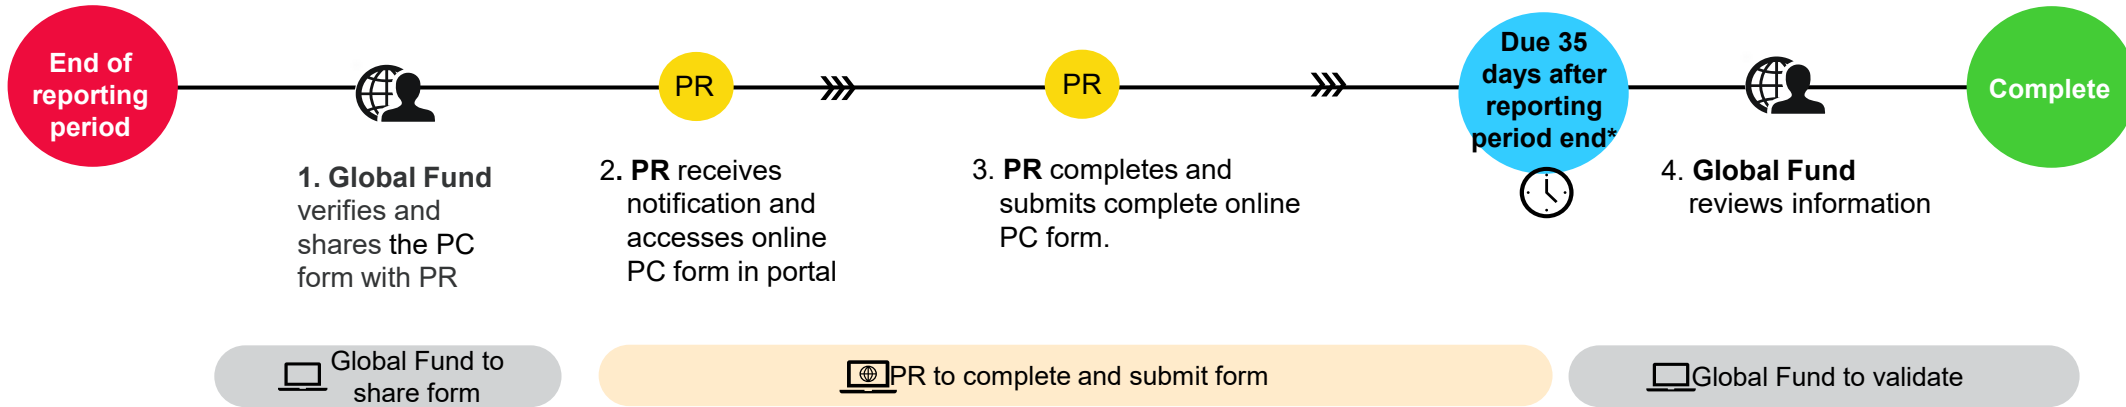 End of
reporting
period
PR
PR
Due 35
days after
reporting
period end*
Complete
1. Global Fund
verifies and
shares the PC
form with PR
2. PR receives
notification and
accesses online
PC form in portal
3. PR completes and
submits complete online
PC form.
4. Global Fund
reviews information
Global Fund to
share form
PR to complete and submit form
Global Fund to validate